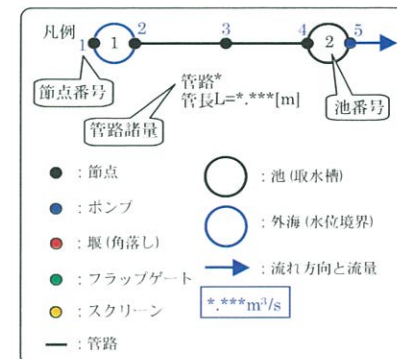 凡例
1 1 2 3 4 2 5
節点番号
管路*
管長L=*.***[m]
池番号
管路諸量
：節点
：池(取水槽)
：ポンプ
：外海(水位境界)
：堰(角落し)
：フラップゲート
：流れ方向と流量
：スクリーン
*.***m³/s
：管路